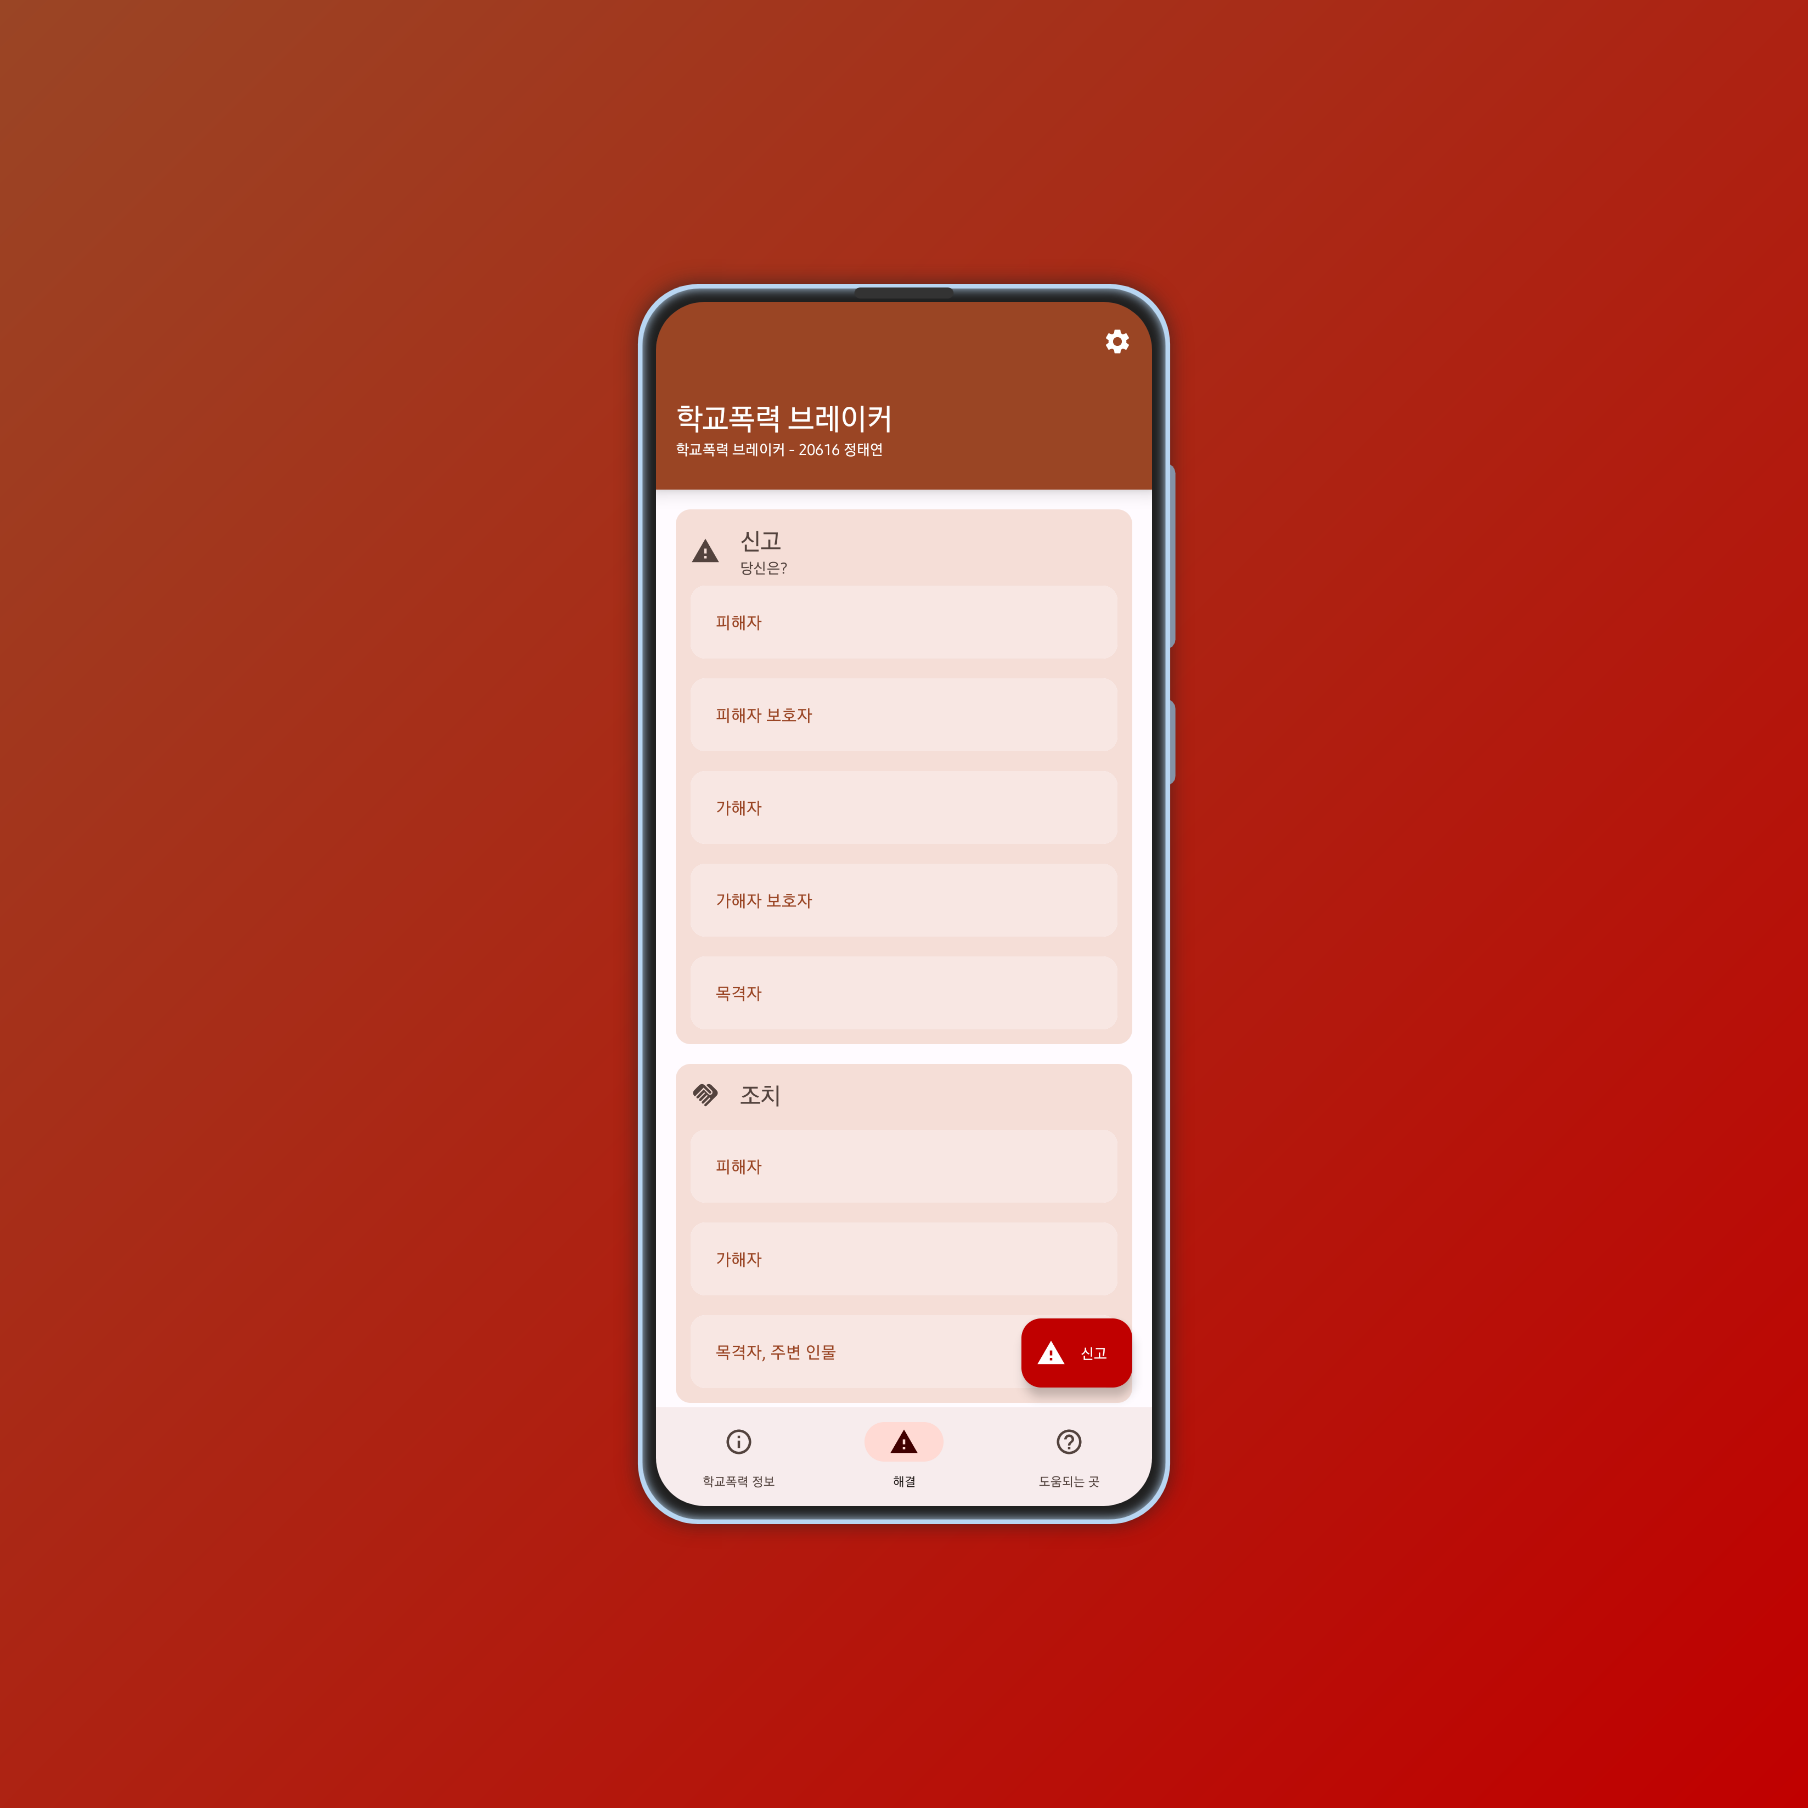 학교폭력 브레이커
학교폭력 브레이커 - 20616 정태연
신고
당신은?
피해자
피해자 보호자
가해자
가해자 보호자
목격자
조치
피해자
가해자
목격자, 주변 인물
신고
학교폭력 정보
해결
도움되는 곳